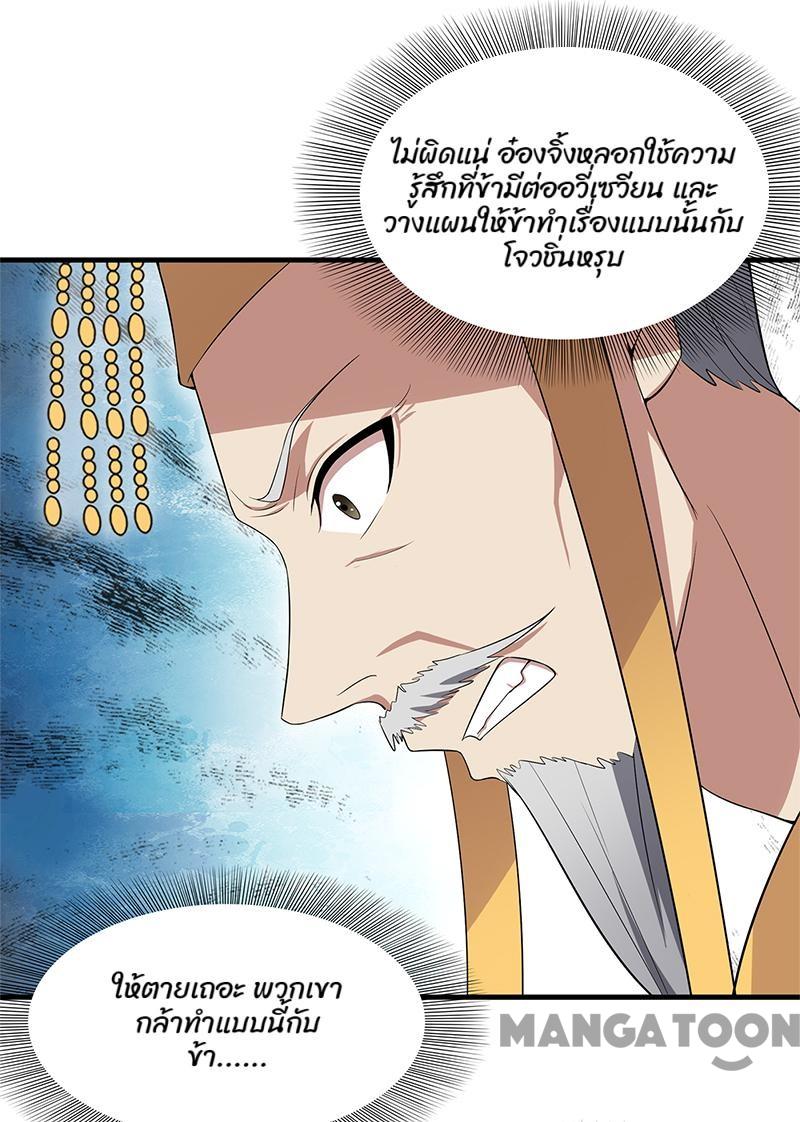 ไม่ผิดแน่ อ๋องจิ้งหลอกใช้ความ
รู้สึกที่ข้ามีต่ออวี่เซวียน และ
วางแผนให้ข้าทำเรื่องแบบนั้นกับ
โจวชิ่นหรุบ
ให้ตายเถอะ พวกเขา
กล้าทำแบบนี้กับ
ข้า......
MANGATOON